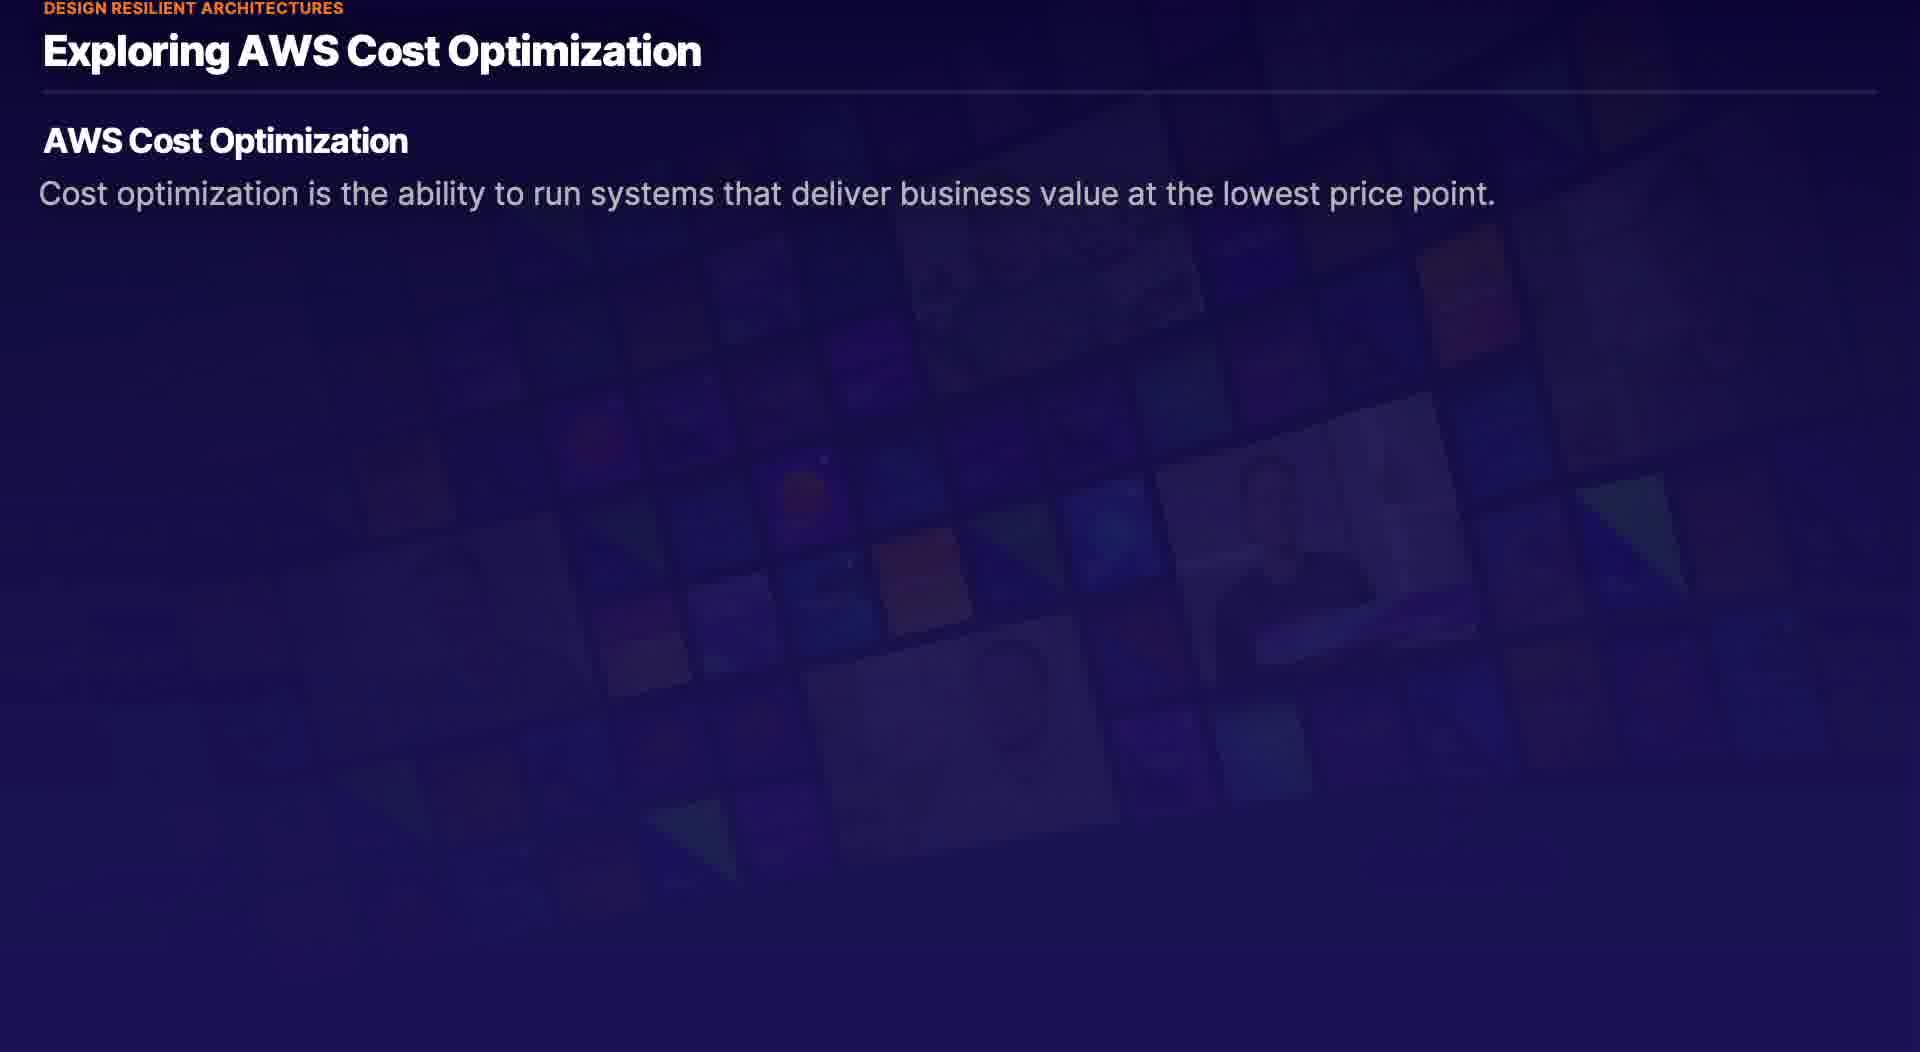 DESIGN RESILIENT ARCHITECTURES
Exploring AWS Cost Optimization
AWS Cost Optimization
Cost optimization is the ability to run systems that deliver business value at the lowest price point.